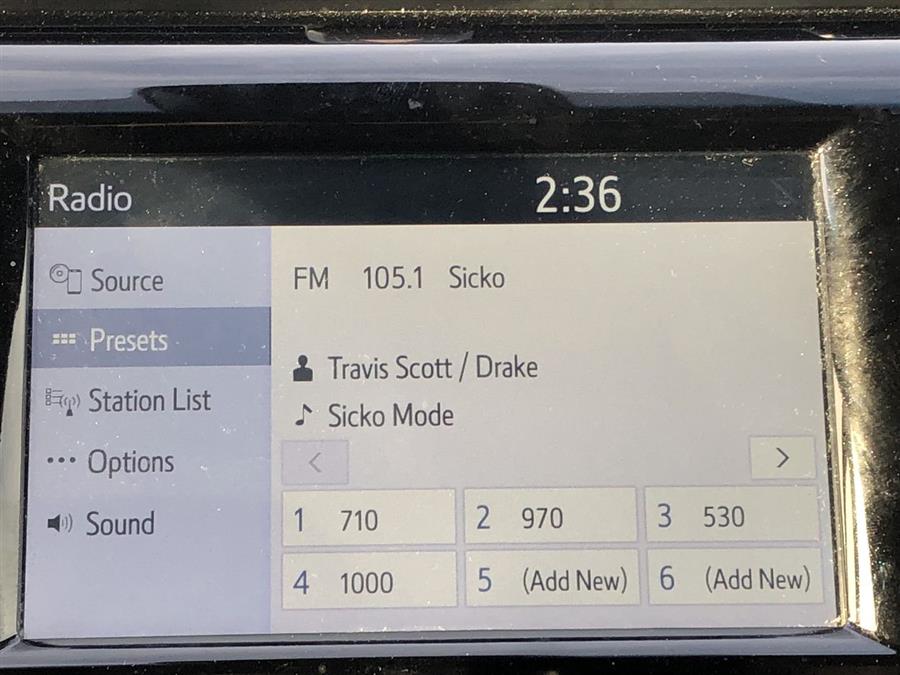 Radio 2:36
Source
Presets
Station List
Options
Sound
FM 105.1 Sicko
Travis Scott / Drake
Sicko Mode
< >
1 710 2 970 3 530
4 1000 5 (Add New) 6 (Add New)